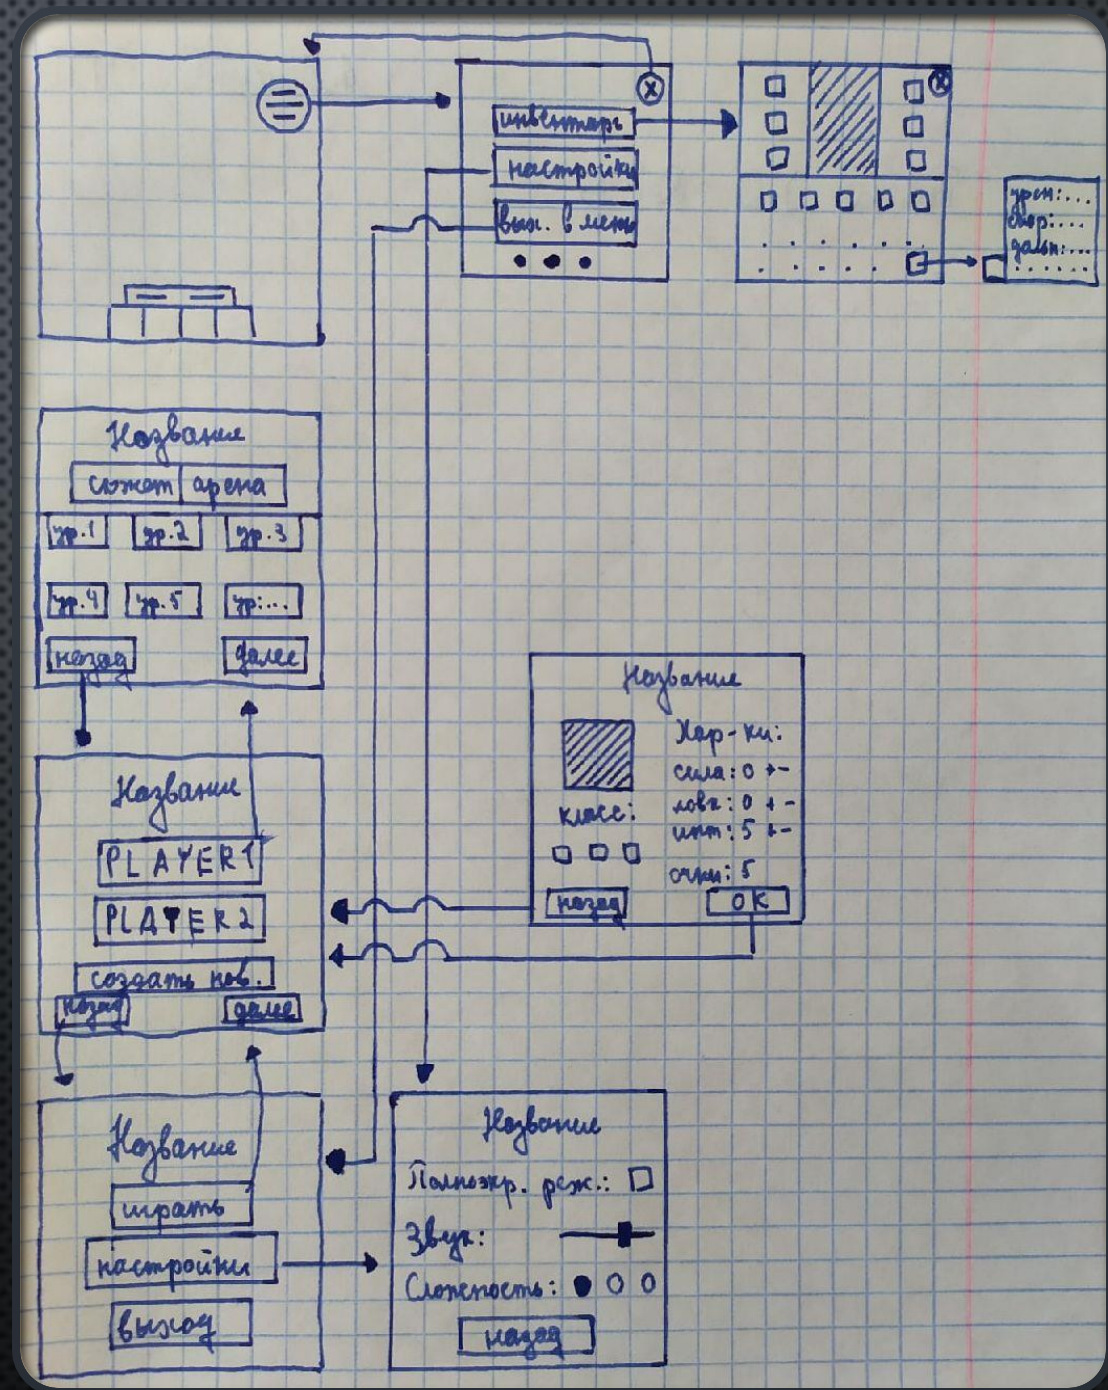 инвентарь
настройки
вых. в меню
урон:...
дальн:...
Название
сюжет арена
ур.1 ур.2 ур.3
ур.4 ур.5 ур:...
назад далее
Название
PLAYER1
PLAYER2
создать нов.
назад далее
Название
Хар-ки:
сила: 0 +-
ловк: 0 + -
класс:
инт: 5 +-
очки: 5
назад OK
Название
играть
настройки
выход
Название
Полноэкр. реж.:
Звук:
Сложность:
назад